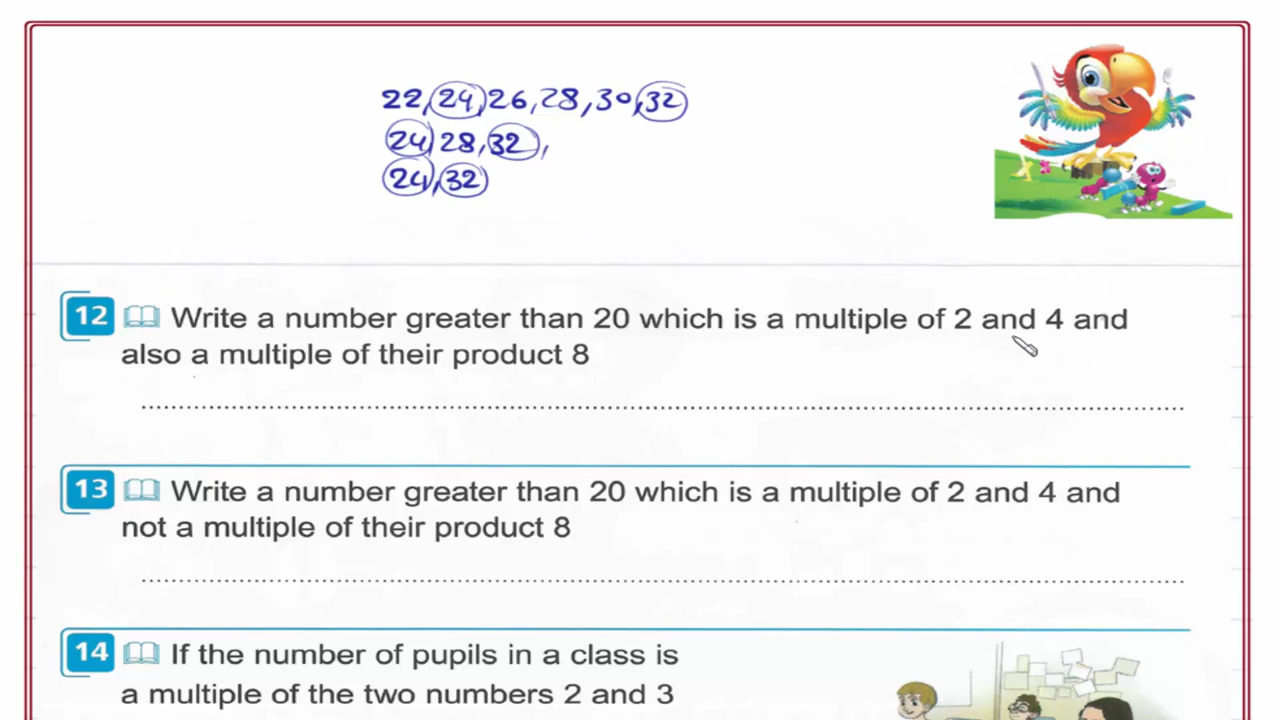 22, 24, 26, 28, 30, 32
24, 28, 32,
24, 32
12 Write a number greater than 20 which is a multiple of 2 and 4 and
also a multiple of their product 8
13 Write a number greater than 20 which is a multiple of 2 and 4 and
not a multiple of their product 8
14 If the number of pupils in a class is
a multiple of the two numbers 2 and 3